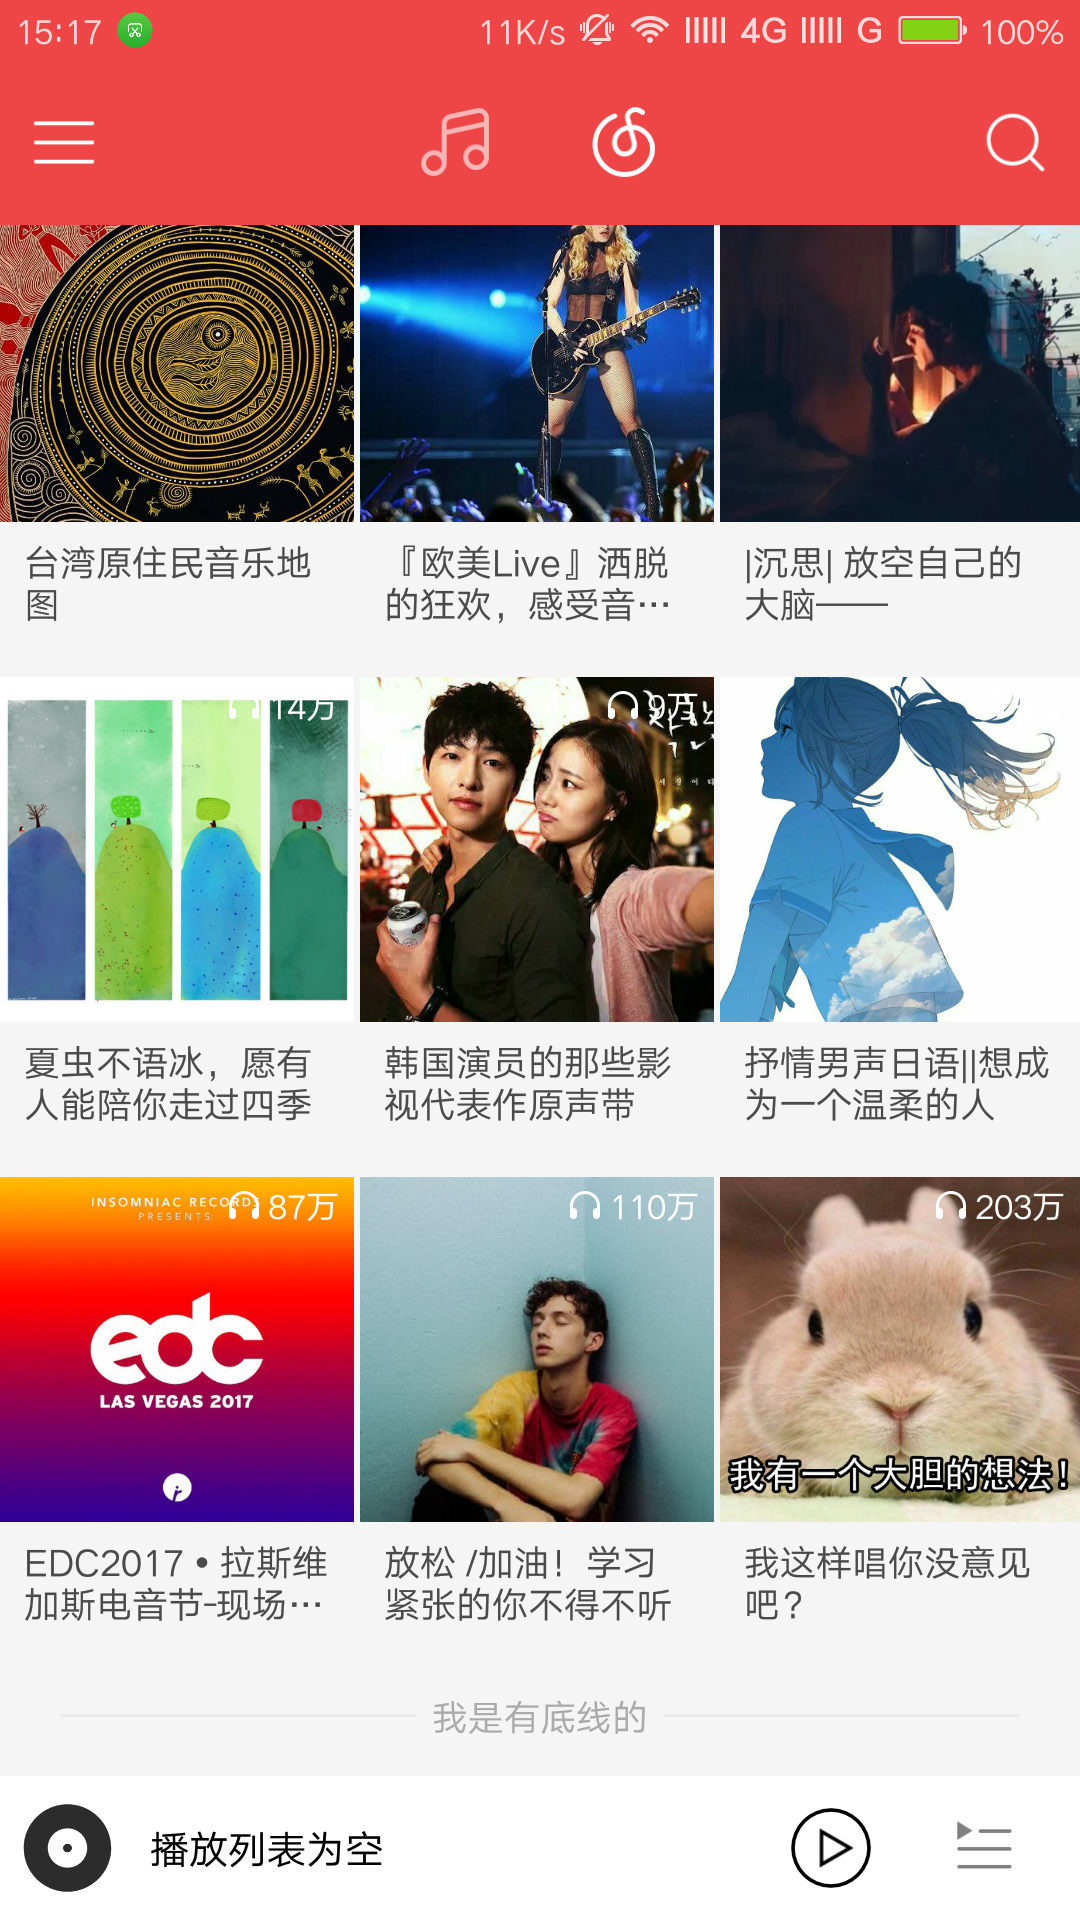 15:17
11K/s
4G
G
100%
台湾原住民音乐地
图
『欧美Live』洒脱
的狂欢，感受音…
|沉思| 放空自己的
大脑——
14万
9万
夏虫不语冰，愿有
人能陪你走过四季
韩国演员的那些影
视代表作原声带
抒情男声日语||想成
为一个温柔的人
INSOMNIAC RECORDS
PRESENTS:
87万
edc
LAS VEGAS 2017
110万
203万
我有一个大胆的想法！
EDC2017 • 拉斯维
加斯电音节-现场…
放松 /加油！学习
紧张的你不得不听
我这样唱你没意见
吧？
我是有底线的
播放列表为空